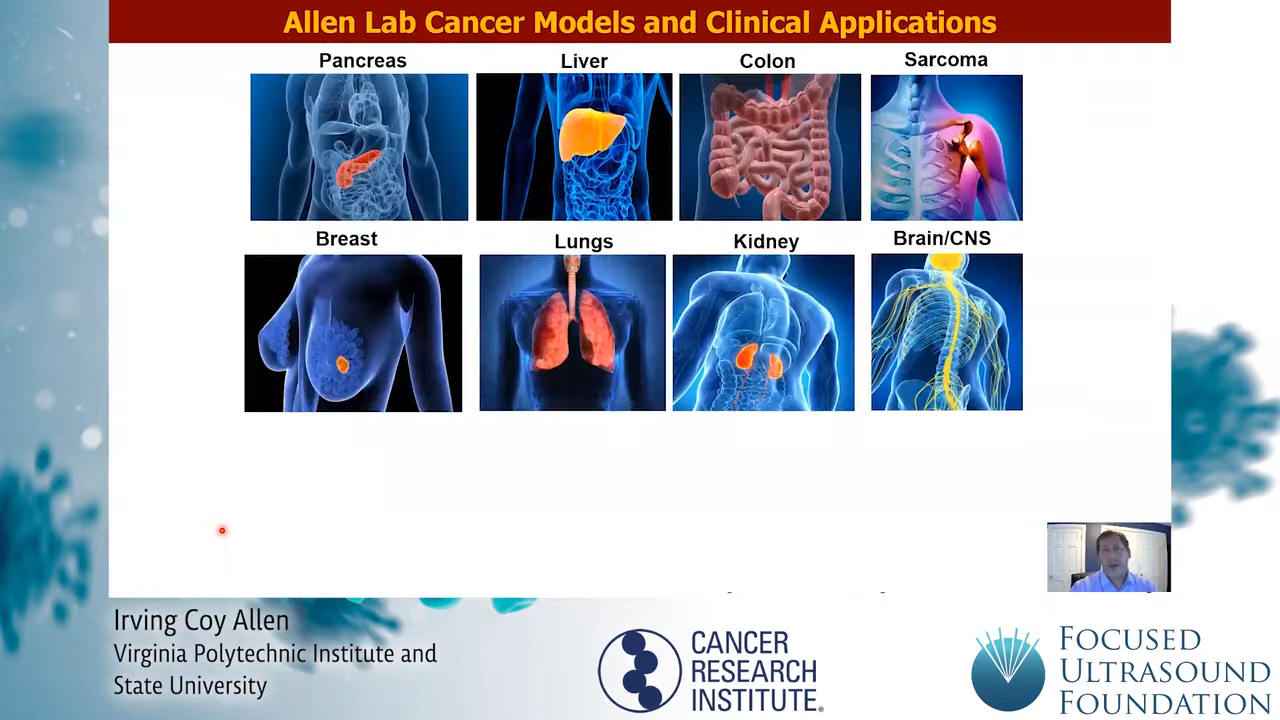 Allen Lab Cancer Models and Clinical Applications
Pancreas
Liver
Colon
Sarcoma
Breast
Lungs
Kidney
Brain/CNS
Irving Coy Allen
Virginia Polytechnic Institute and
State University
CANCER
RESEARCH
INSTITUTE®
FOCUSED
ULTRASOUND
FOUNDATION